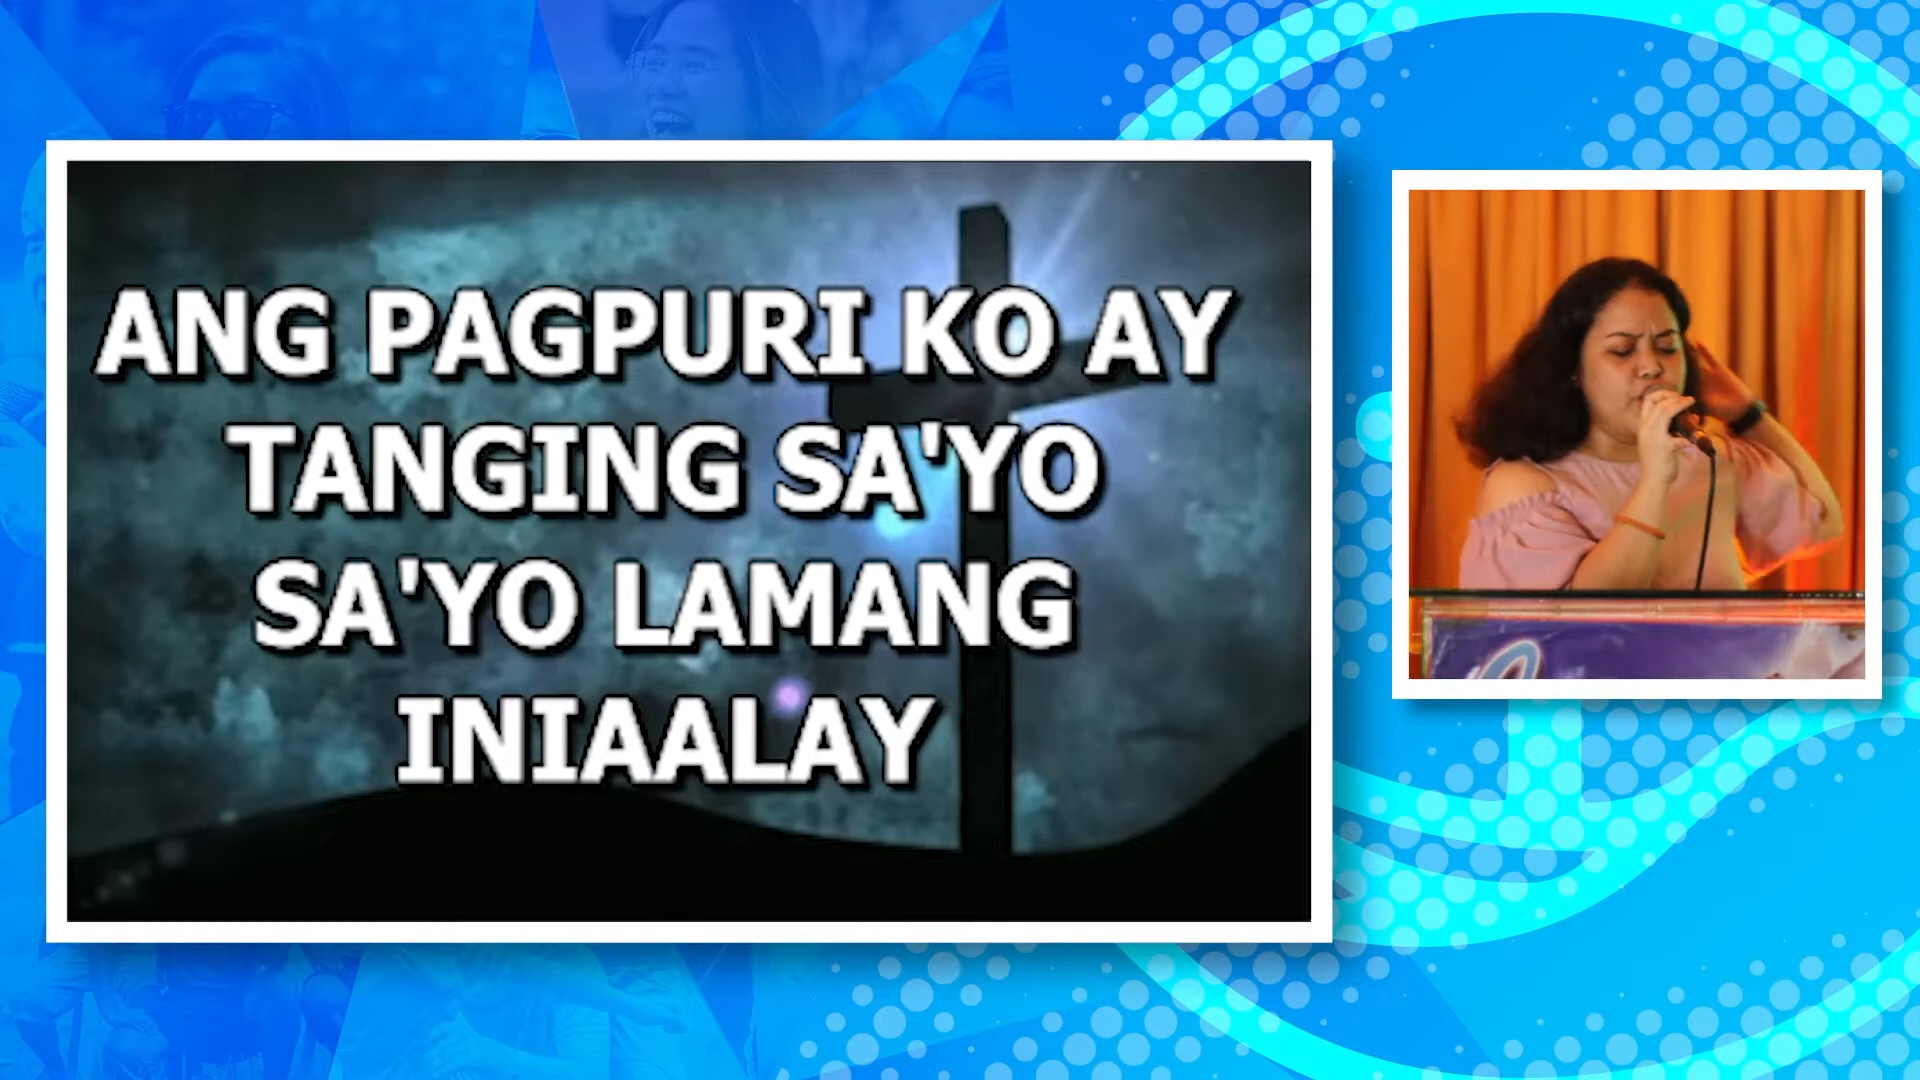 ANG PAGPURI KO AY
TANGING SA'YO
SA'YO LAMANG
INIAALAY